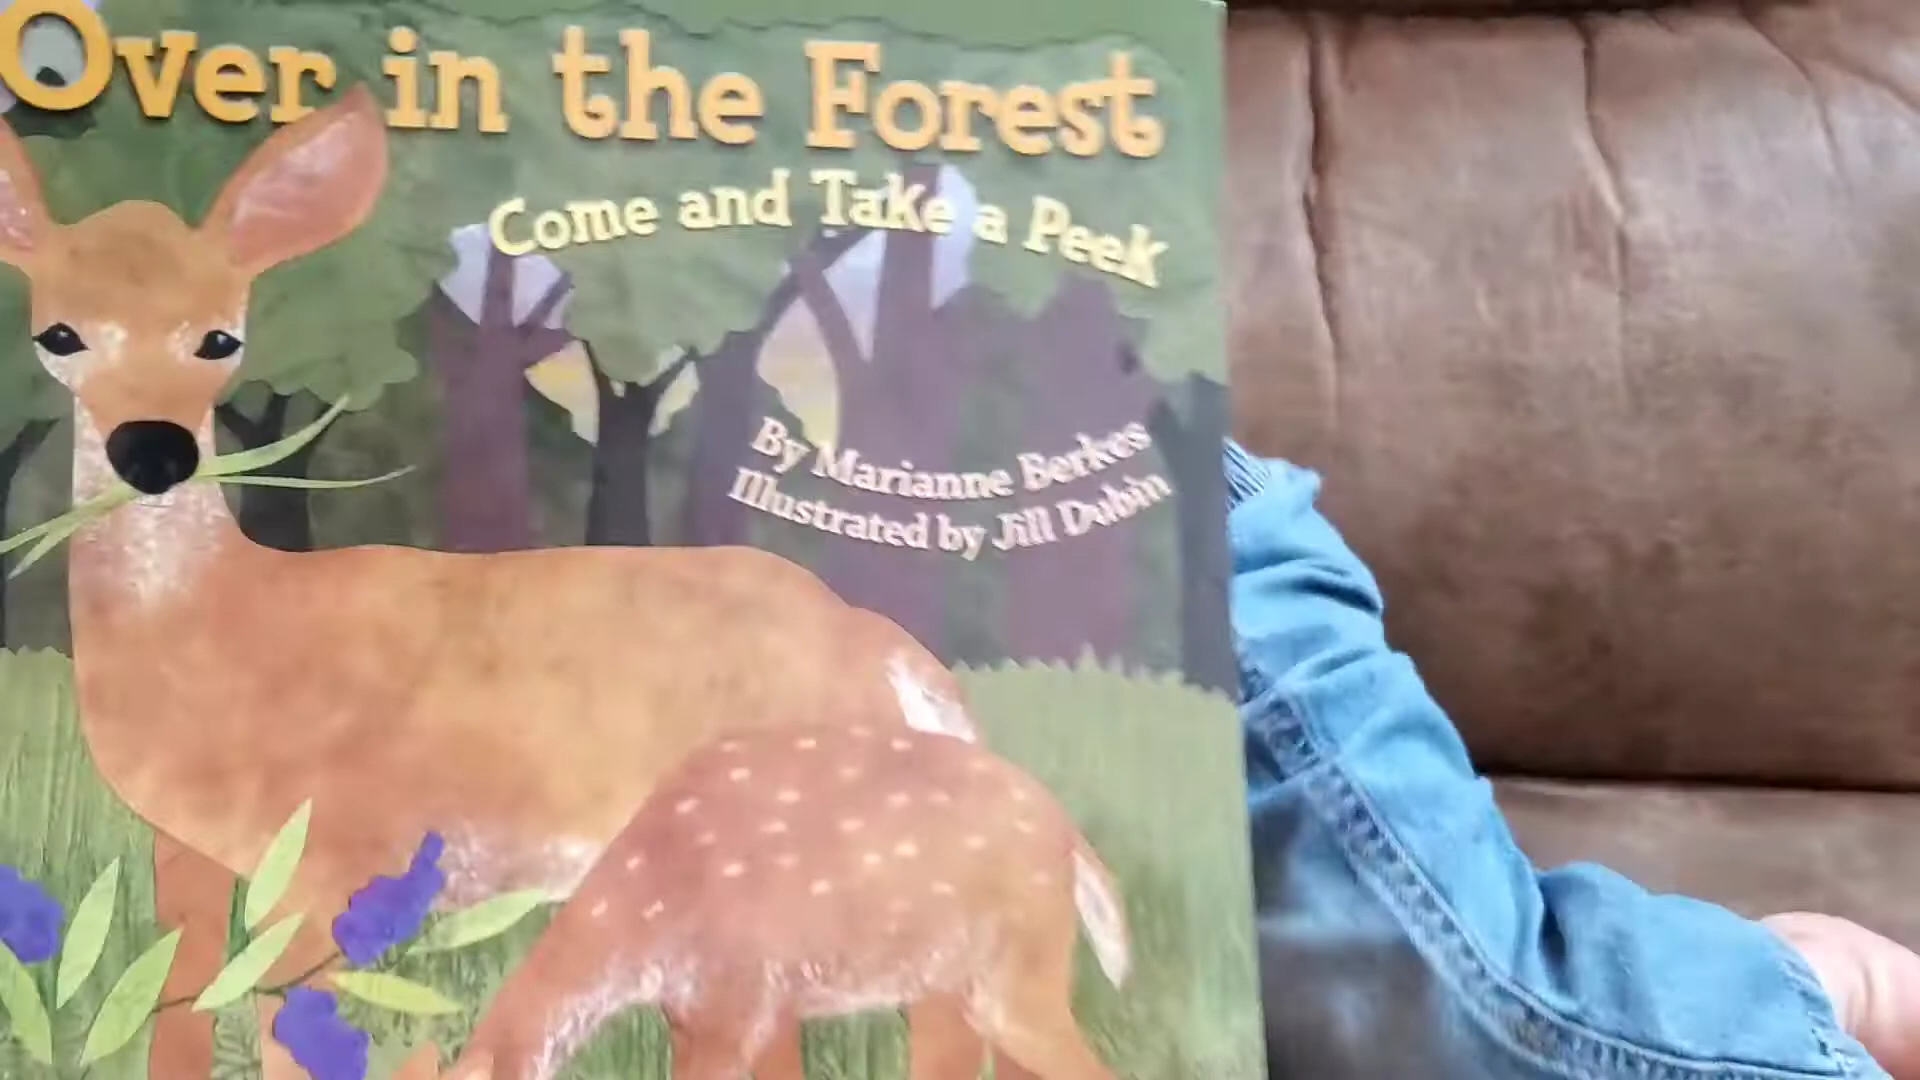 Over in the Forest
Come and Take a Peek
By Marianne Berkes
Illustrated by Jill Dubin